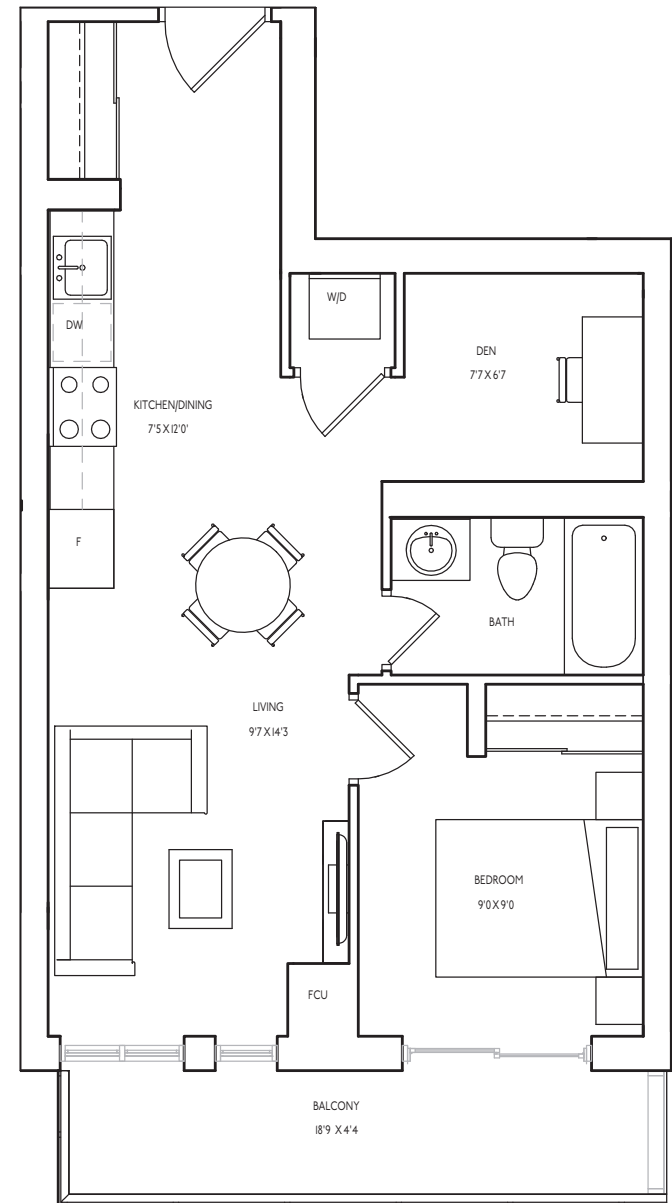 W/D
DW
DEN
7'7 X 6'7
KITCHEN/DINING
7'5 X 12'0'
F
BATH
LIVING
9'7 X 14'3
BEDROOM
9'0 X 9'0
FCU
BALCONY
18'9 X 4'4